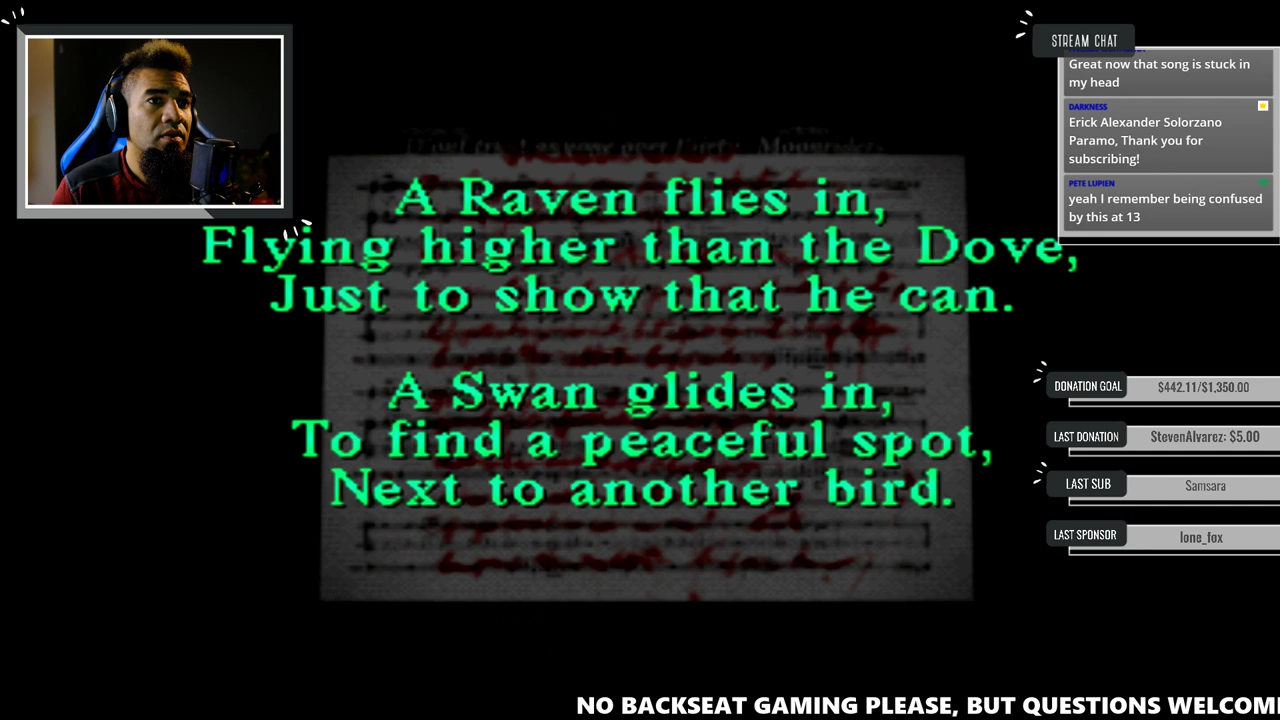 STREAM CHAT
Great now that song is stuck in
my head
DARKNESS
Erick Alexander Solorzano
Paramo, Thank you for
subscribing!
PETE LUPIEN
yeah I remember being confused
by this at 13
A Raven flies in,
Flying higher than the Dove,
Just to show that he can.
A Swan glides in,
To find a peaceful spot,
Next to another bird.
DONATION GOAL
$442.11/$1,350.00
LAST DONATION
StevenAlvarez: $5.00
LAST SUB
Samsara
LAST SPONSOR
lone_fox
NO BACKSEAT GAMING PLEASE, BUT QUESTIONS WELCOM